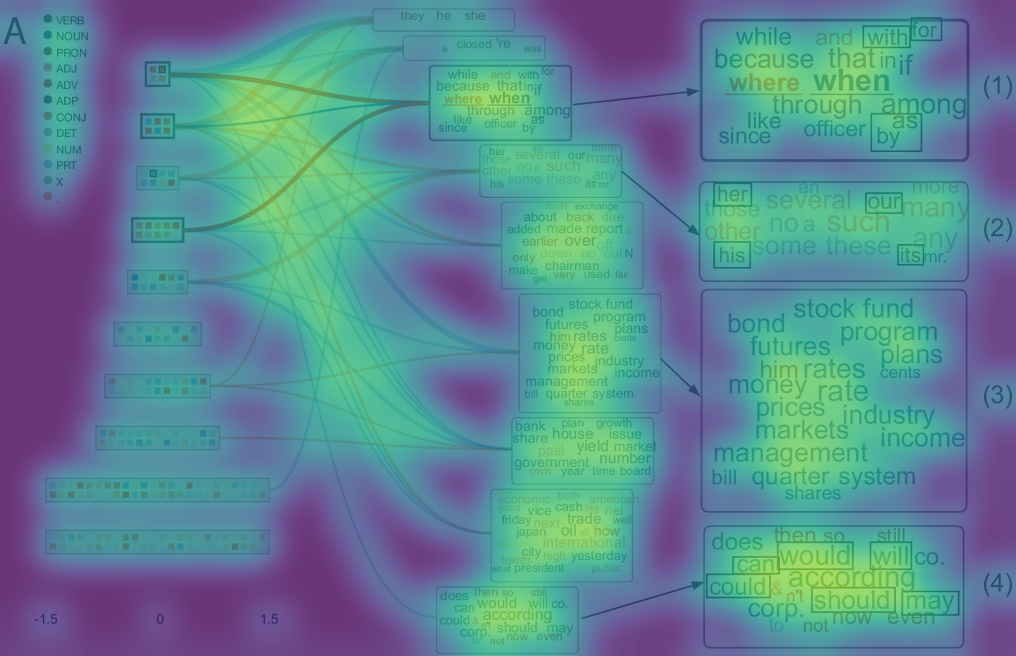 A
VERB
NOUN
PRON
ADJ
ADV
ADP
CONJ
DET
NUM
PRT
X
.
-1.5 0 1.5
they he she
is closed 're was
while and with for
because that in if
where when
through among
like officer as
since by
her an more
those several our many
other no a such any
his some these its mr.
most exchange
about back due
added made report s
earlier over off
down up out N
only chairman
make very used far
get
stock fund
bond program
futures plans
him rates cents
money rate
prices industry
markets income
management
bill quarter system
shares
bank plan growth
share house issue
past yield market
government number
own year time board
economic both american
good vice cash big net
friday next trade well
japan oil all how
international
city high yesterday
lower
what president public
does then so still
can would will co.
according
could & n't should may
corp. now even
to not
while and with for
because that in if
where when
through among
like officer as
since by
(1)
her an more
those several our many
other no a such any
his some these its mr.
(2)
stock fund
bond program
futures plans
him rates cents
money rate
prices industry
markets income
management
bill quarter system
shares
(3)
does then so still
can would will co.
according
could & n't should may
corp. now even
to not
(4)